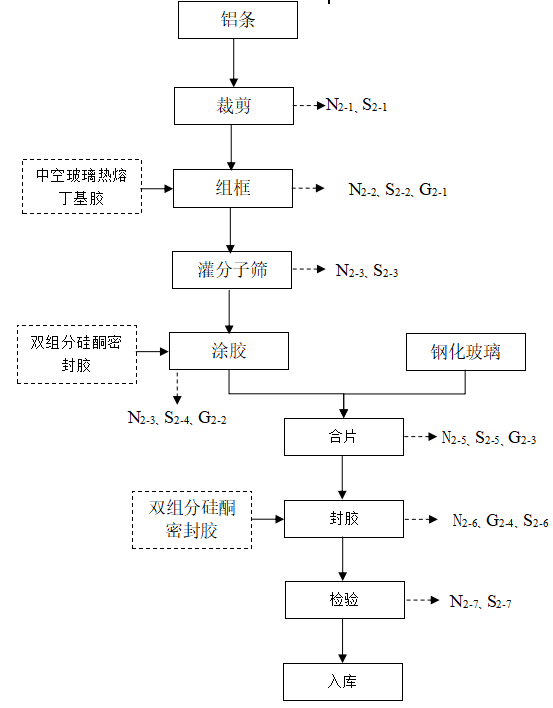 铝条
裁剪
N2-1、S2-1
中空玻璃热熔
丁基胶
组框
N2-2、S2-2、G2-1
灌分子筛
N2-3、S2-3
双组分硅酮密
封胶
涂胶
钢化玻璃
N2-3、S2-4、G2-2
合片
N2-5、S2-5、G2-3
双组分硅酮
密封胶
封胶
N2-6、G2-4、S2-6
检验
N2-7、S2-7
入库